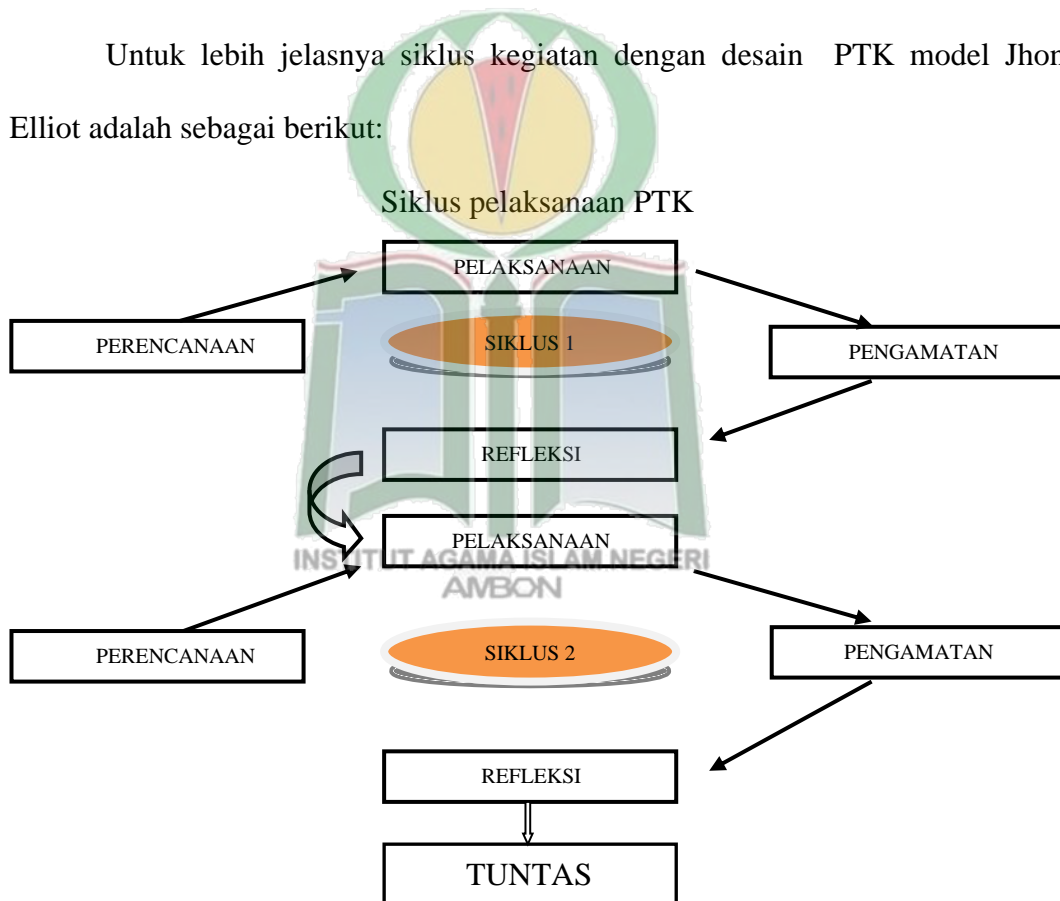 Untuk lebih jelasnya siklus kegiatan dengan desain PTK model Jhon
Elliot adalah sebagai berikut:
Siklus pelaksanaan PTK
PELAKSANAAN
PERENCANAAN
SIKLUS 1
PENGAMATAN
REFLEKSI
PELAKSANAAN
INSTITUT AGAMA ISLAM NEGERI
AMBON
PERENCANAAN
SIKLUS 2
PENGAMATAN
REFLEKSI
TUNTAS